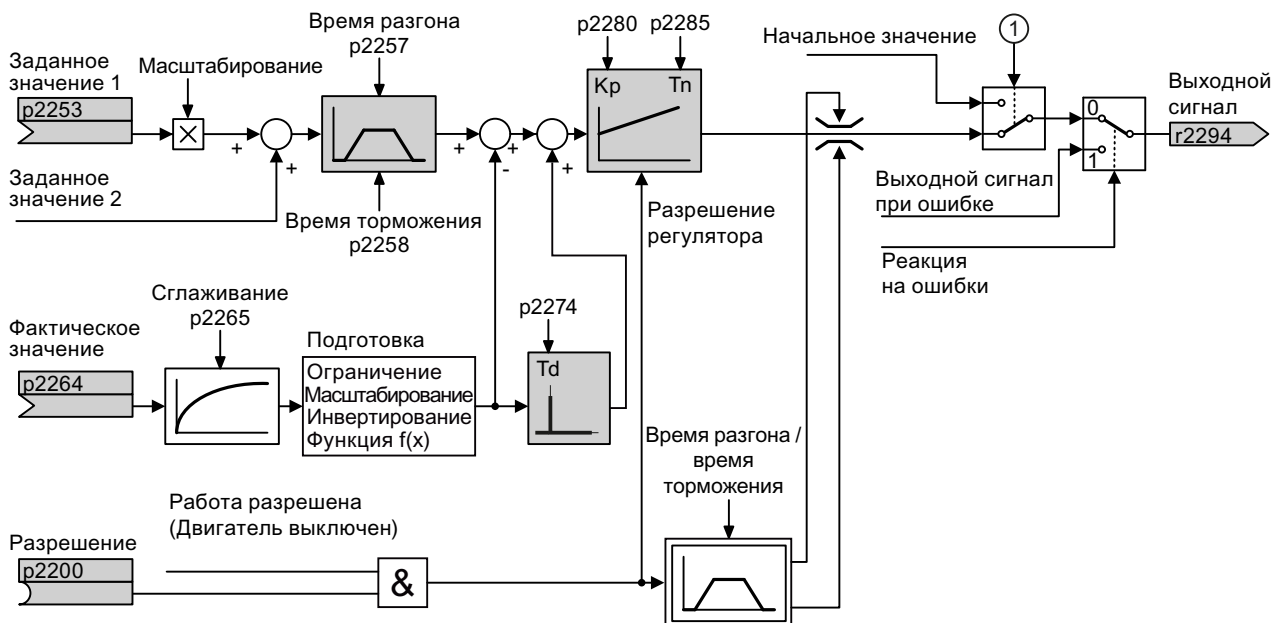 Время разгона
p2257
p2280
p2285
Начальное значение
1
Заданное
значение 1
Масштабирование
Kp
Tn
Выходной
сигнал
p2253
×
+
+
+
-
+
+
0
1
r2294
Заданное
значение 2
Время торможения
p2258
Разрешение
регулятора
Выходной сигнал
при ошибке
Реакция
на ошибки
Сглаживание
p2265
p2274
Фактическое
значение
Подготовка
p2264
Ограничение
Масштабирование
Инвертирование
Функция f(x)
Td
Время разгона /
время
торможения
Работа разрешена
(Двигатель выключен)
Разрешение
p2200
&